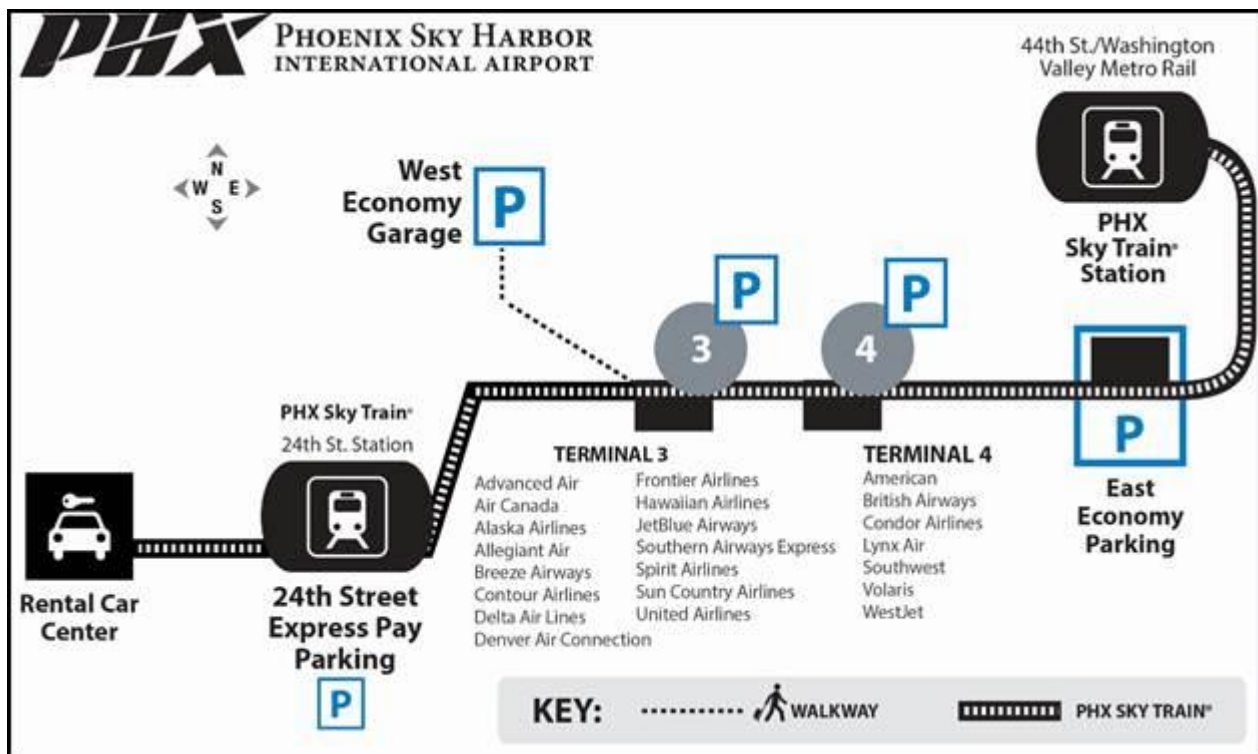 PHX
PHOENIX SKY HARBOR
INTERNATIONAL AIRPORT
44th St./Washington
Valley Metro Rail
PHX
Sky Train®
Station
N
W E
S
West
Economy
Garage
P
P
P
3
4
PHX Sky Train®
24th St. Station
24th Street
Express Pay
Parking
P
Rental Car
Center
TERMINAL 3
Advanced Air
Air Canada
Alaska Airlines
Allegiant Air
Breeze Airways
Contour Airlines
Delta Air Lines
Denver Air Connection
Frontier Airlines
Hawaiian Airlines
JetBlue Airways
Southern Airways Express
Spirit Airlines
Sun Country Airlines
United Airlines
TERMINAL 4
American
British Airways
Condor Airlines
Lynx Air
Southwest
Volaris
WestJet
P
East
Economy
Parking
KEY:
WALKWAY
PHX SKY TRAIN®